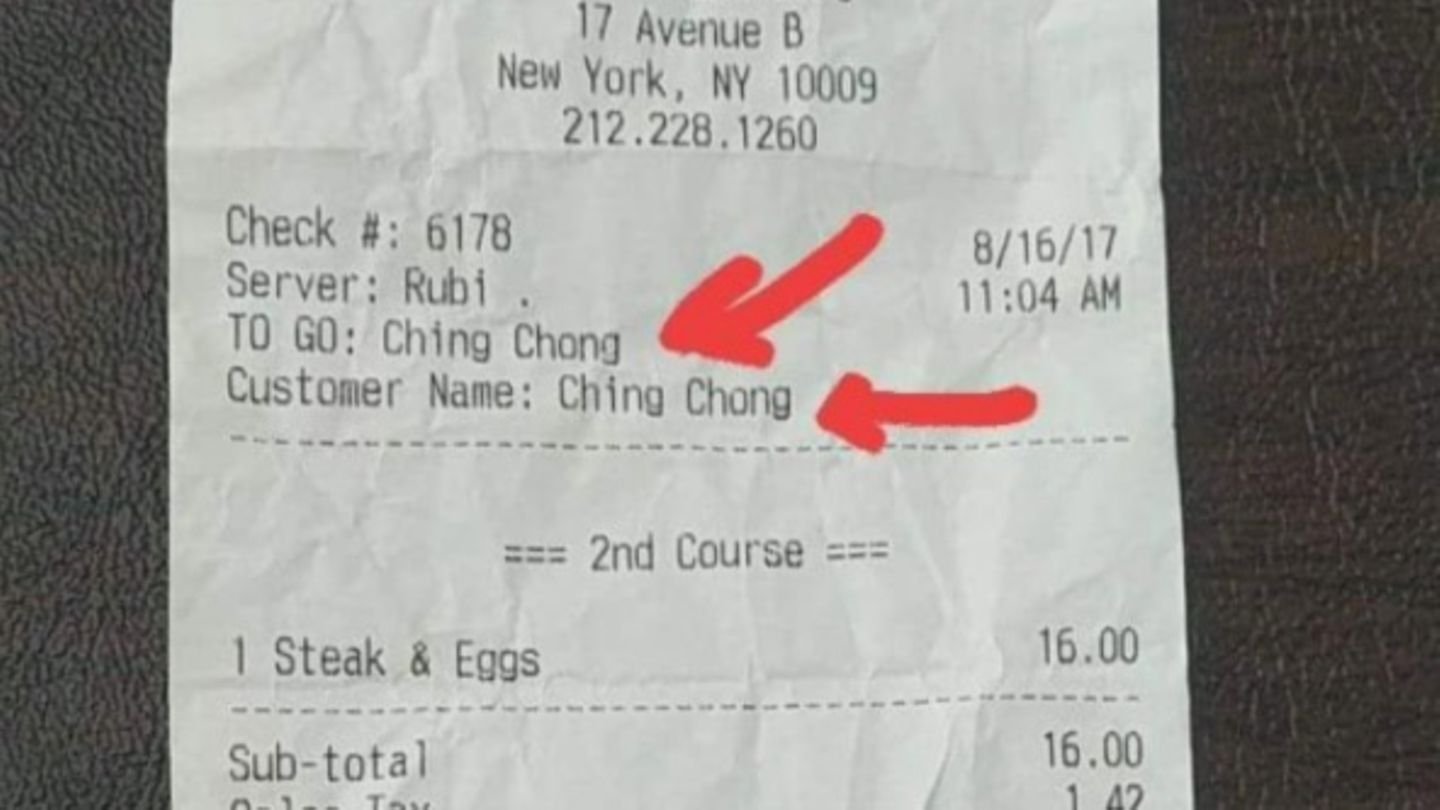 17 Avenue B
New York, NY 10009
212.228.1260
Check #: 6178
8/16/17
Server: Rubi .
11:04 AM
TO GO: Ching Chong
Customer Name: Ching Chong
=== 2nd Course ===
1 Steak & Eggs 16.00
Sub-total 16.00
Tax 1.42